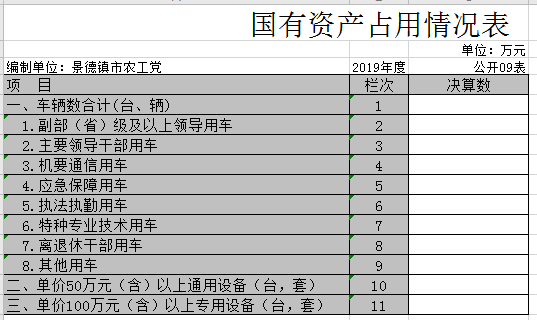 国有资产占用情况表
单位：万元
编制单位：景德镇市农工党 2019年度 公开09表
项　目 栏次 决算数
一、车辆数合计(台、辆) 1
1.副部（省）级及以上领导用车 2
2.主要领导干部用车 3
3.机要通信用车 4
4.应急保障用车 5
5.执法执勤用车 6
6.特种专业技术用车 7
7.离退休干部用车 8
8.其他用车 9
二、单价50万元（含）以上通用设备（台，套） 10
三、单价100万元（含）以上专用设备（台，套） 11